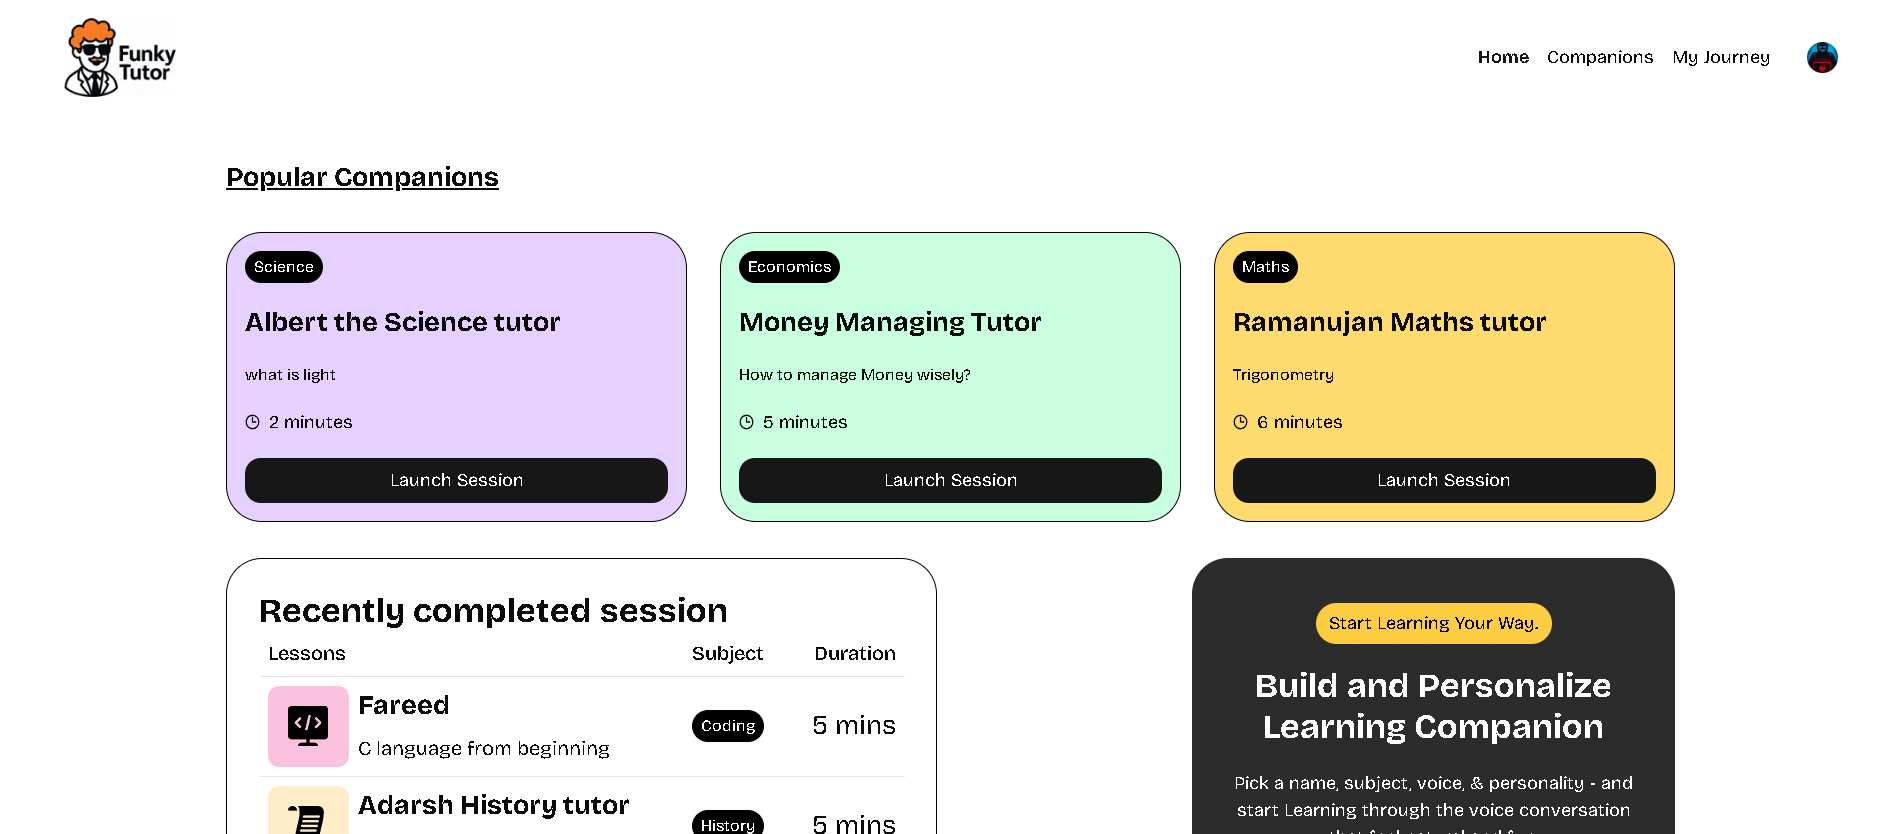 Funky
Tutor
Home Companions My Journey
Popular Companions
Science
Albert the Science tutor
what is light
2 minutes
Launch Session
Economics
Money Managing Tutor
How to manage Money wisely?
5 minutes
Launch Session
Maths
Ramanujan Maths tutor
Trigonometry
6 minutes
Launch Session
Recently completed session
Lessons Subject Duration
Fareed
C language from beginning
Coding
5 mins
Adarsh History tutor
History
5 mins
Start Learning Your Way.
Build and Personalize
Learning Companion
Pick a name, subject, voice, & personality - and
start Learning through the voice conversation